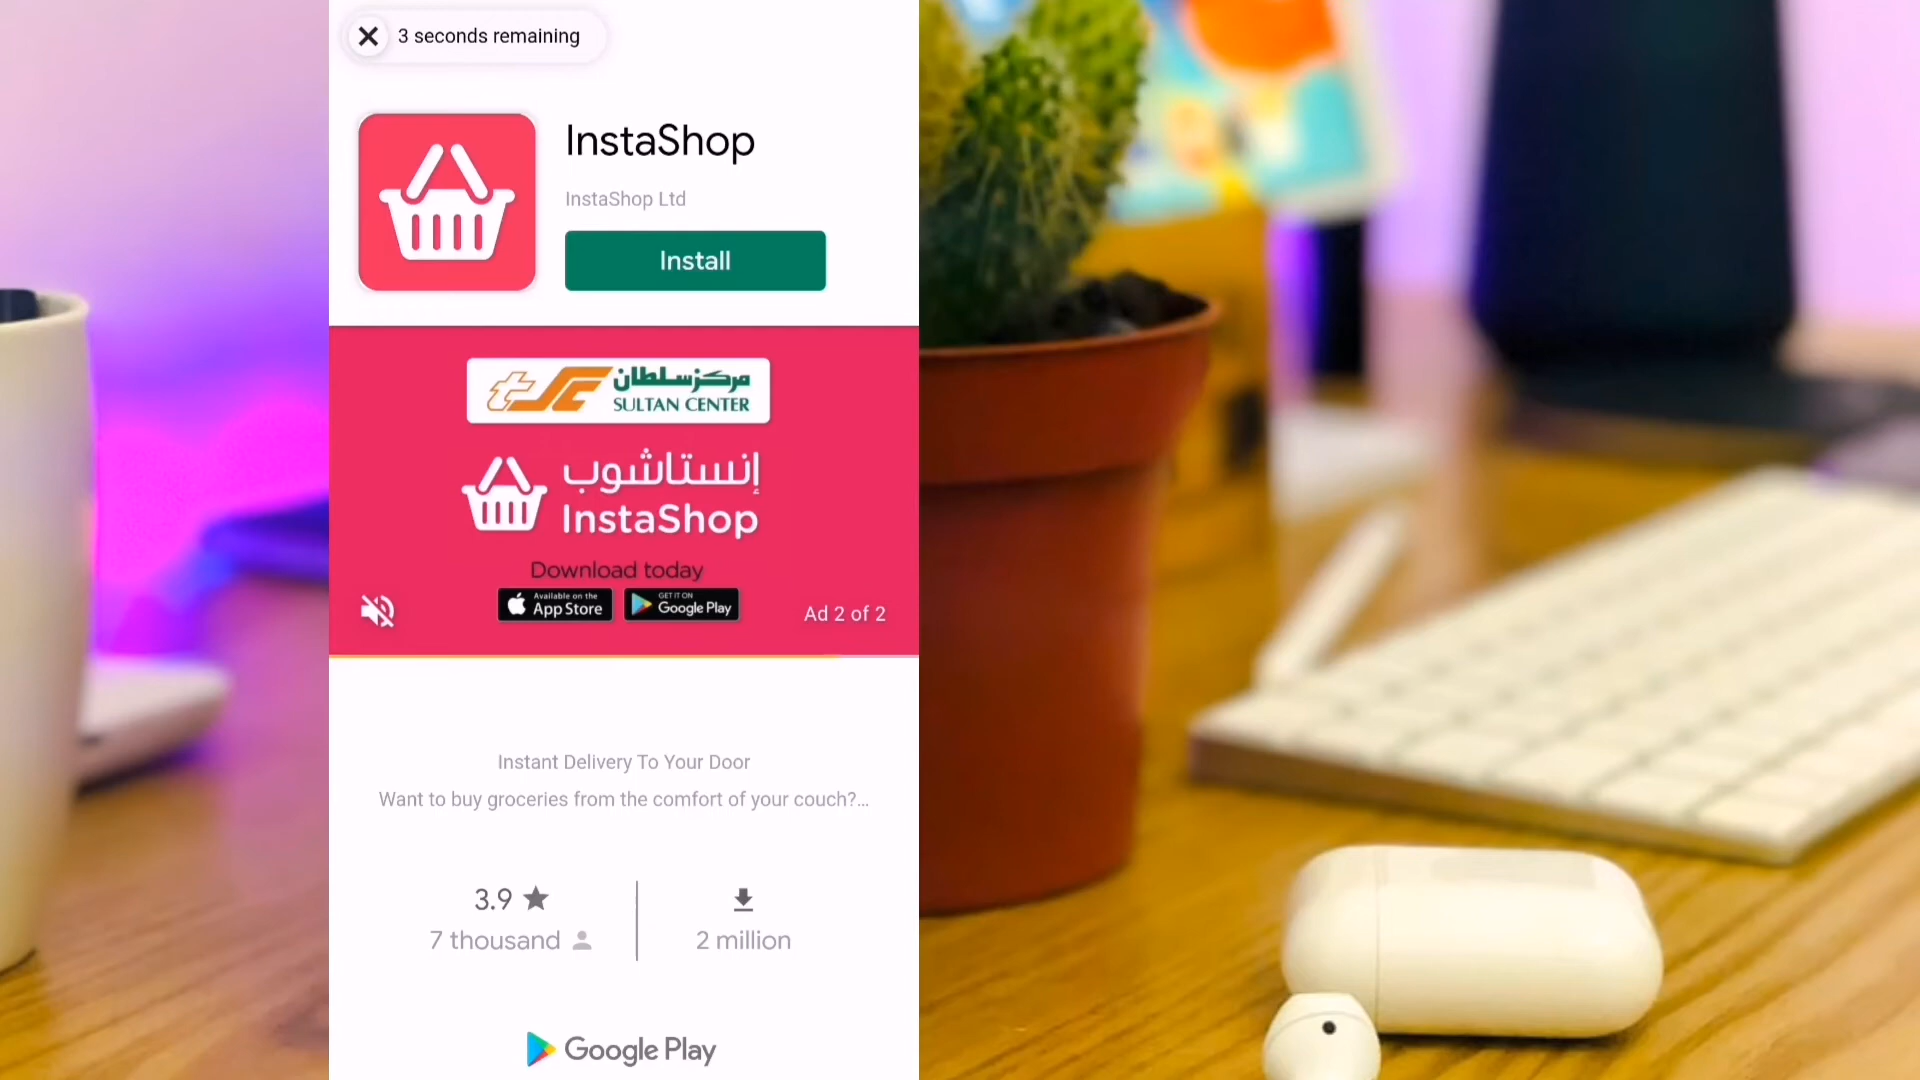 3 seconds remaining
InstaShop
InstaShop Ltd
Install
مركز سلطان
SULTAN CENTER
إنستاشوب
InstaShop
Download today
Available on the
App Store
GET IT ON
Google Play
Ad 2 of 2
Instant Delivery To Your Door
Want to buy groceries from the comfort of your couch?...
3.9
7 thousand
2 million
Google Play